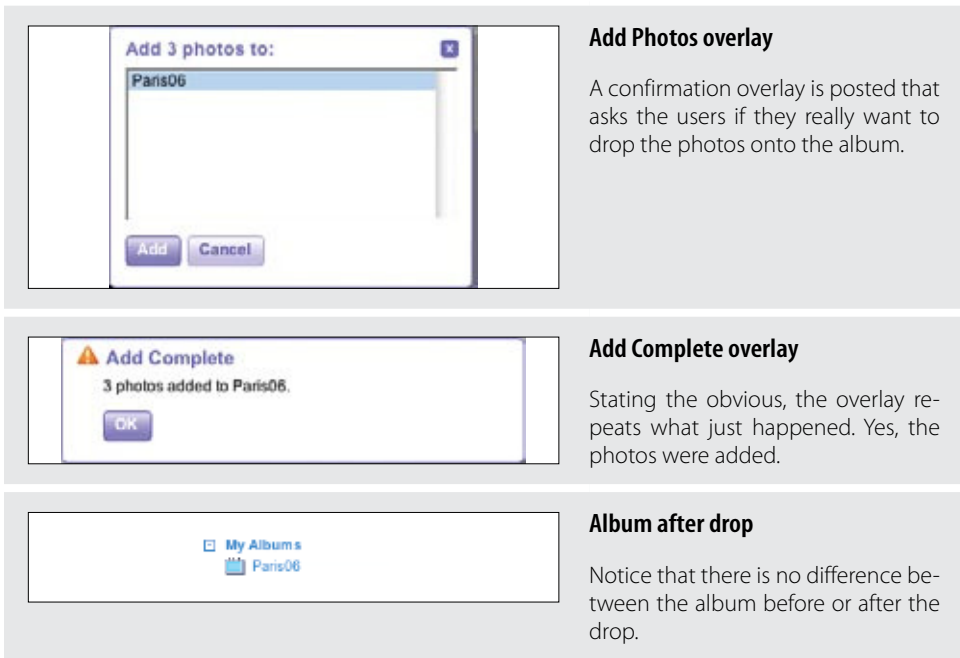 Add 3 photos to:
Paris06
Add Cancel
Add Photos overlay
A confirmation overlay is posted that
asks the users if they really want to
drop the photos onto the album.
Add Complete
3 photos added to Paris06.
OK
Add Complete overlay
Stating the obvious, the overlay re-
peats what just happened. Yes, the
photos were added.
My Albums
Paris06
Album after drop
Notice that there is no difference be-
tween the album before or after the
drop.